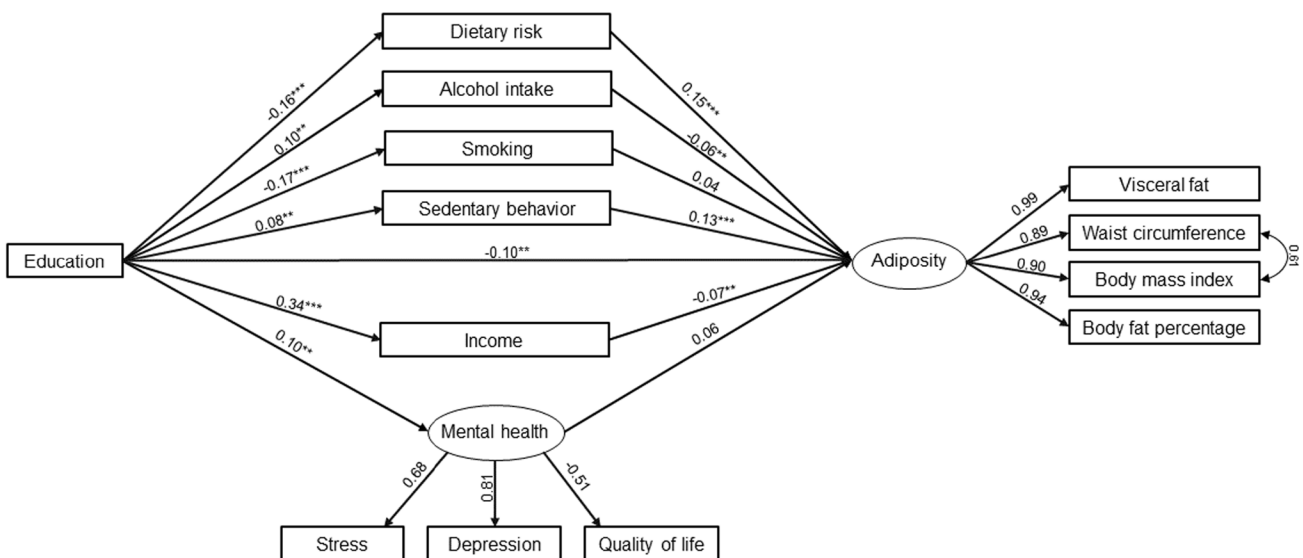 Dietary risk
-0.16***
0.15***
Alcohol intake
0.10**
-0.06**
Smoking
-0.17***
0.04
Sedentary behavior
0.08**
0.13***
Education
-0.10**
Adiposity
0.99
Visceral fat
0.89
Waist circumference
0.61
0.90
Body mass index
0.94
Body fat percentage
0.34***
Income
-0.07**
0.10**
0.06
Mental health
0.68
0.81
-0.51
Stress
Depression
Quality of life